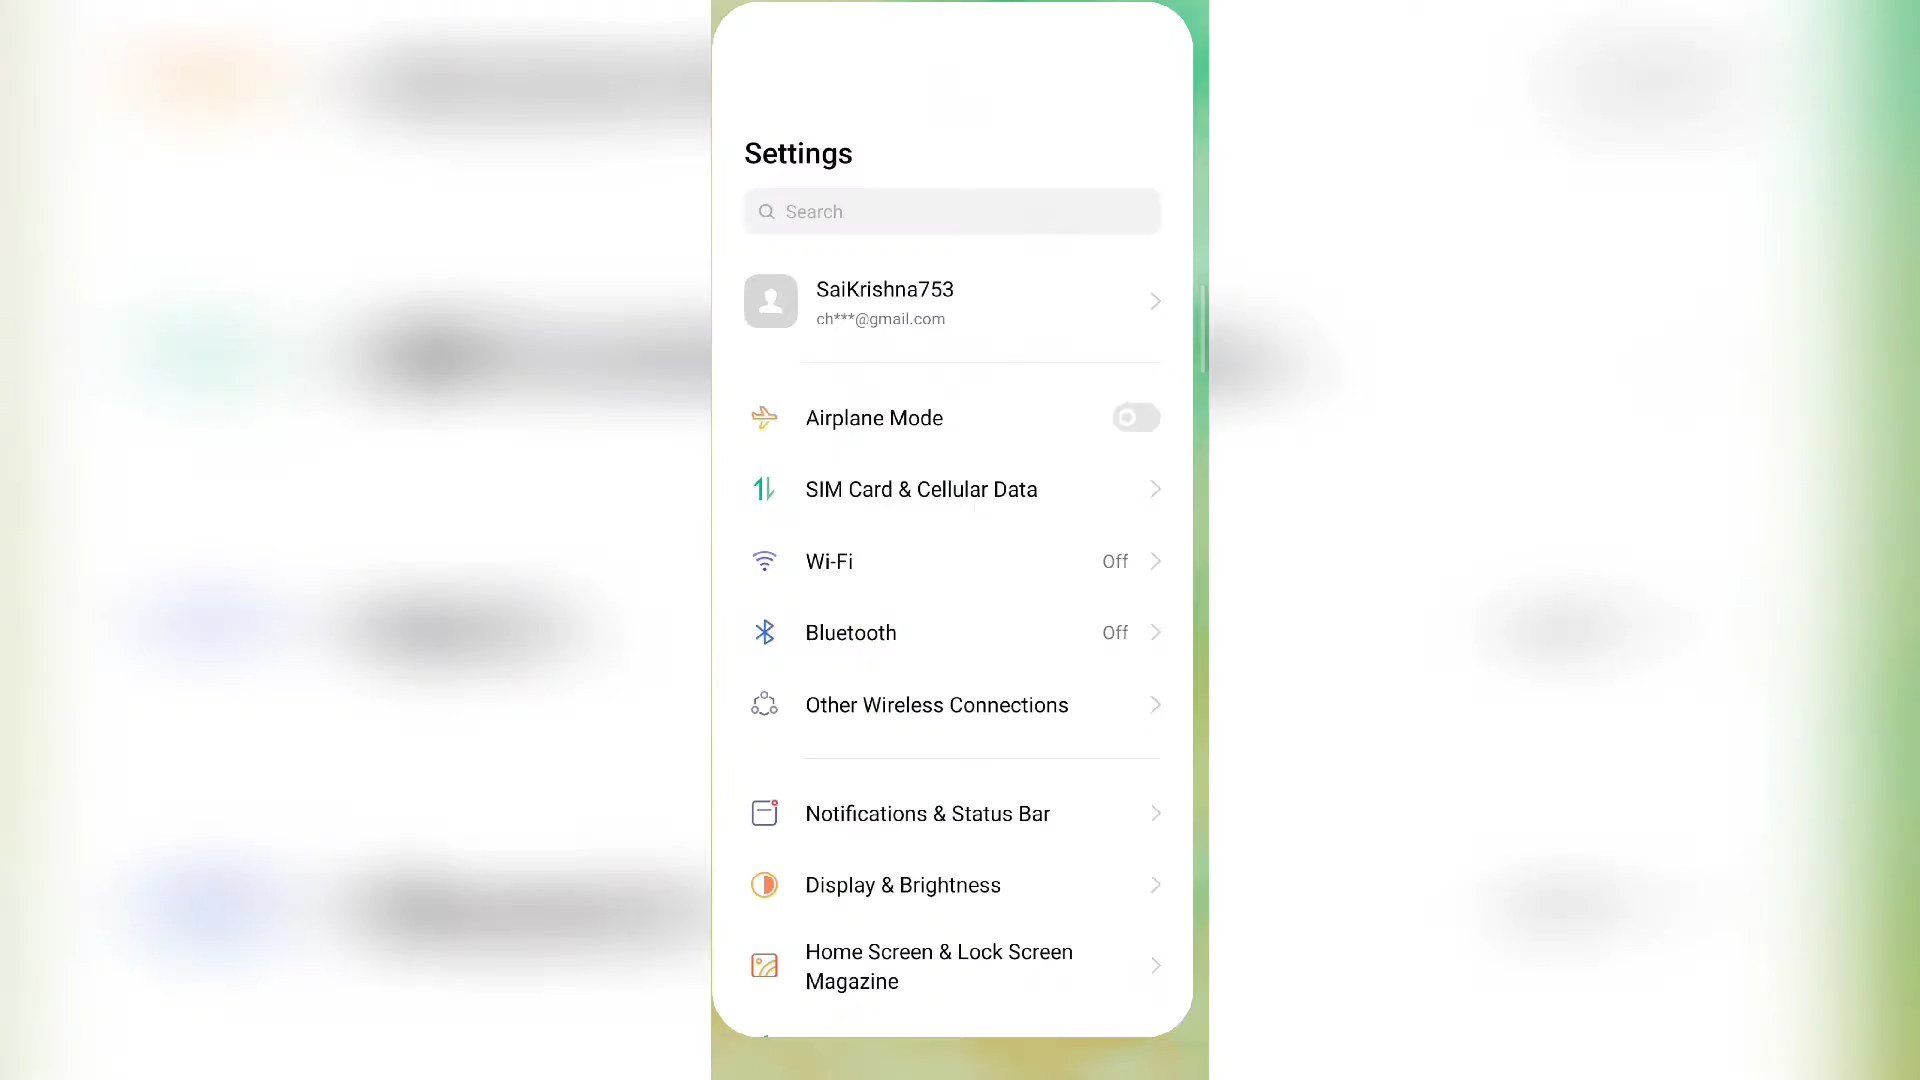 Settings
Search
SaiKrishna753
ch***@gmail.com
Airplane Mode
SIM Card & Cellular Data
Wi-Fi Off
Bluetooth Off
Other Wireless Connections
Notifications & Status Bar
Display & Brightness
Home Screen & Lock Screen
Magazine